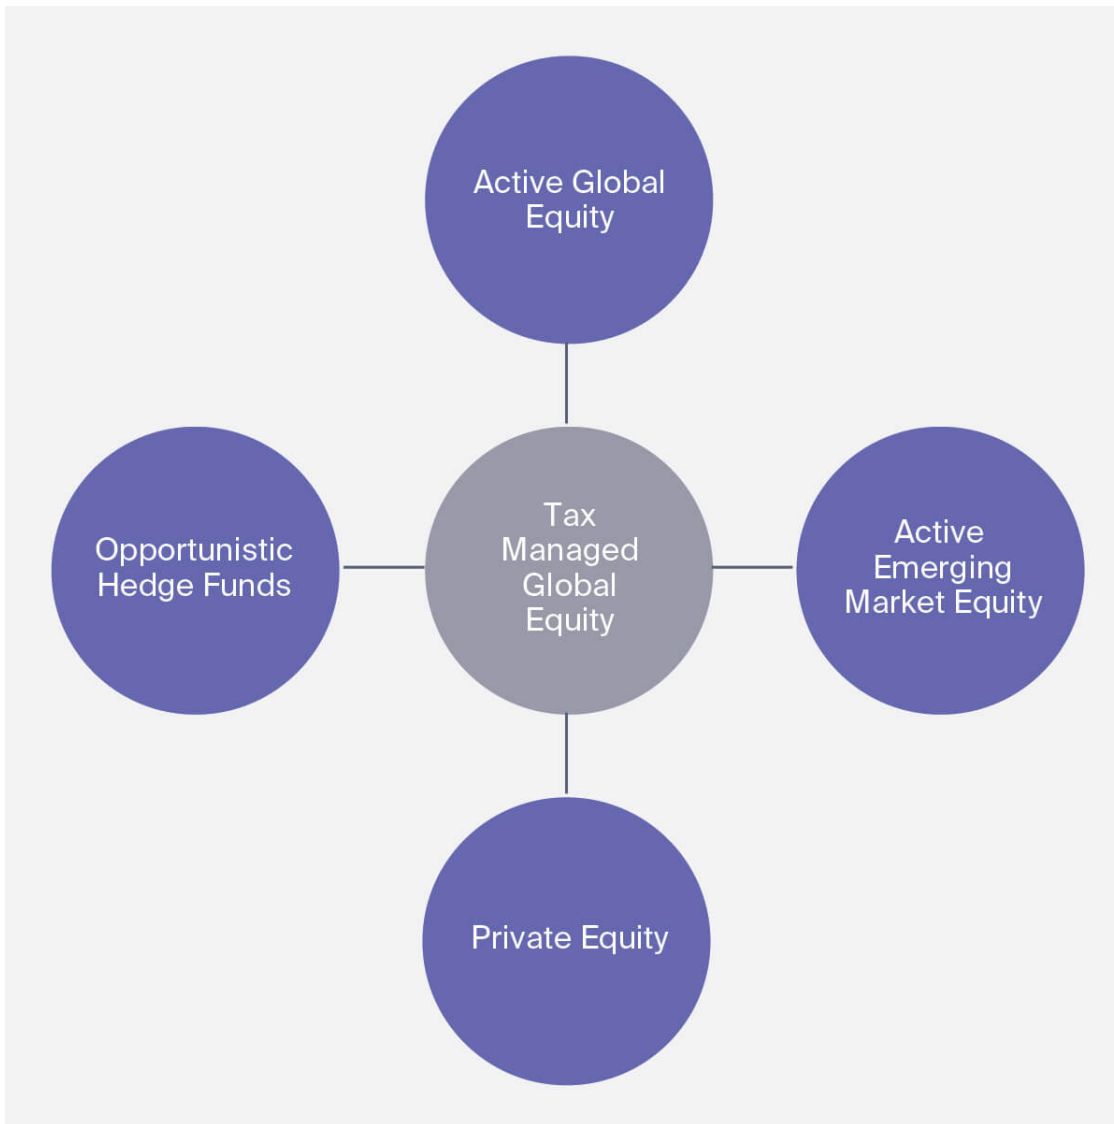 Active Global
Equity
Opportunistic
Hedge Funds
Tax
Managed
Global
Equity
Active
Emerging
Market Equity
Private Equity